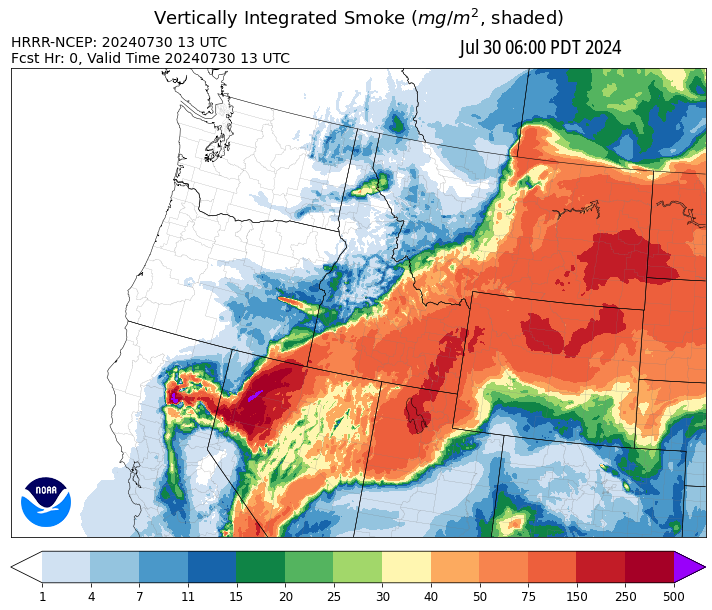 Vertically Integrated Smoke (mg/m², shaded)
HRRR-NCEP: 20240730 13 UTC
Jul 30 06:00 PDT 2024
Fcst Hr: 0, Valid Time 20240730 13 UTC
NOAA
1 4 7 11 15 20 25 30 40 50 75 150 250 500